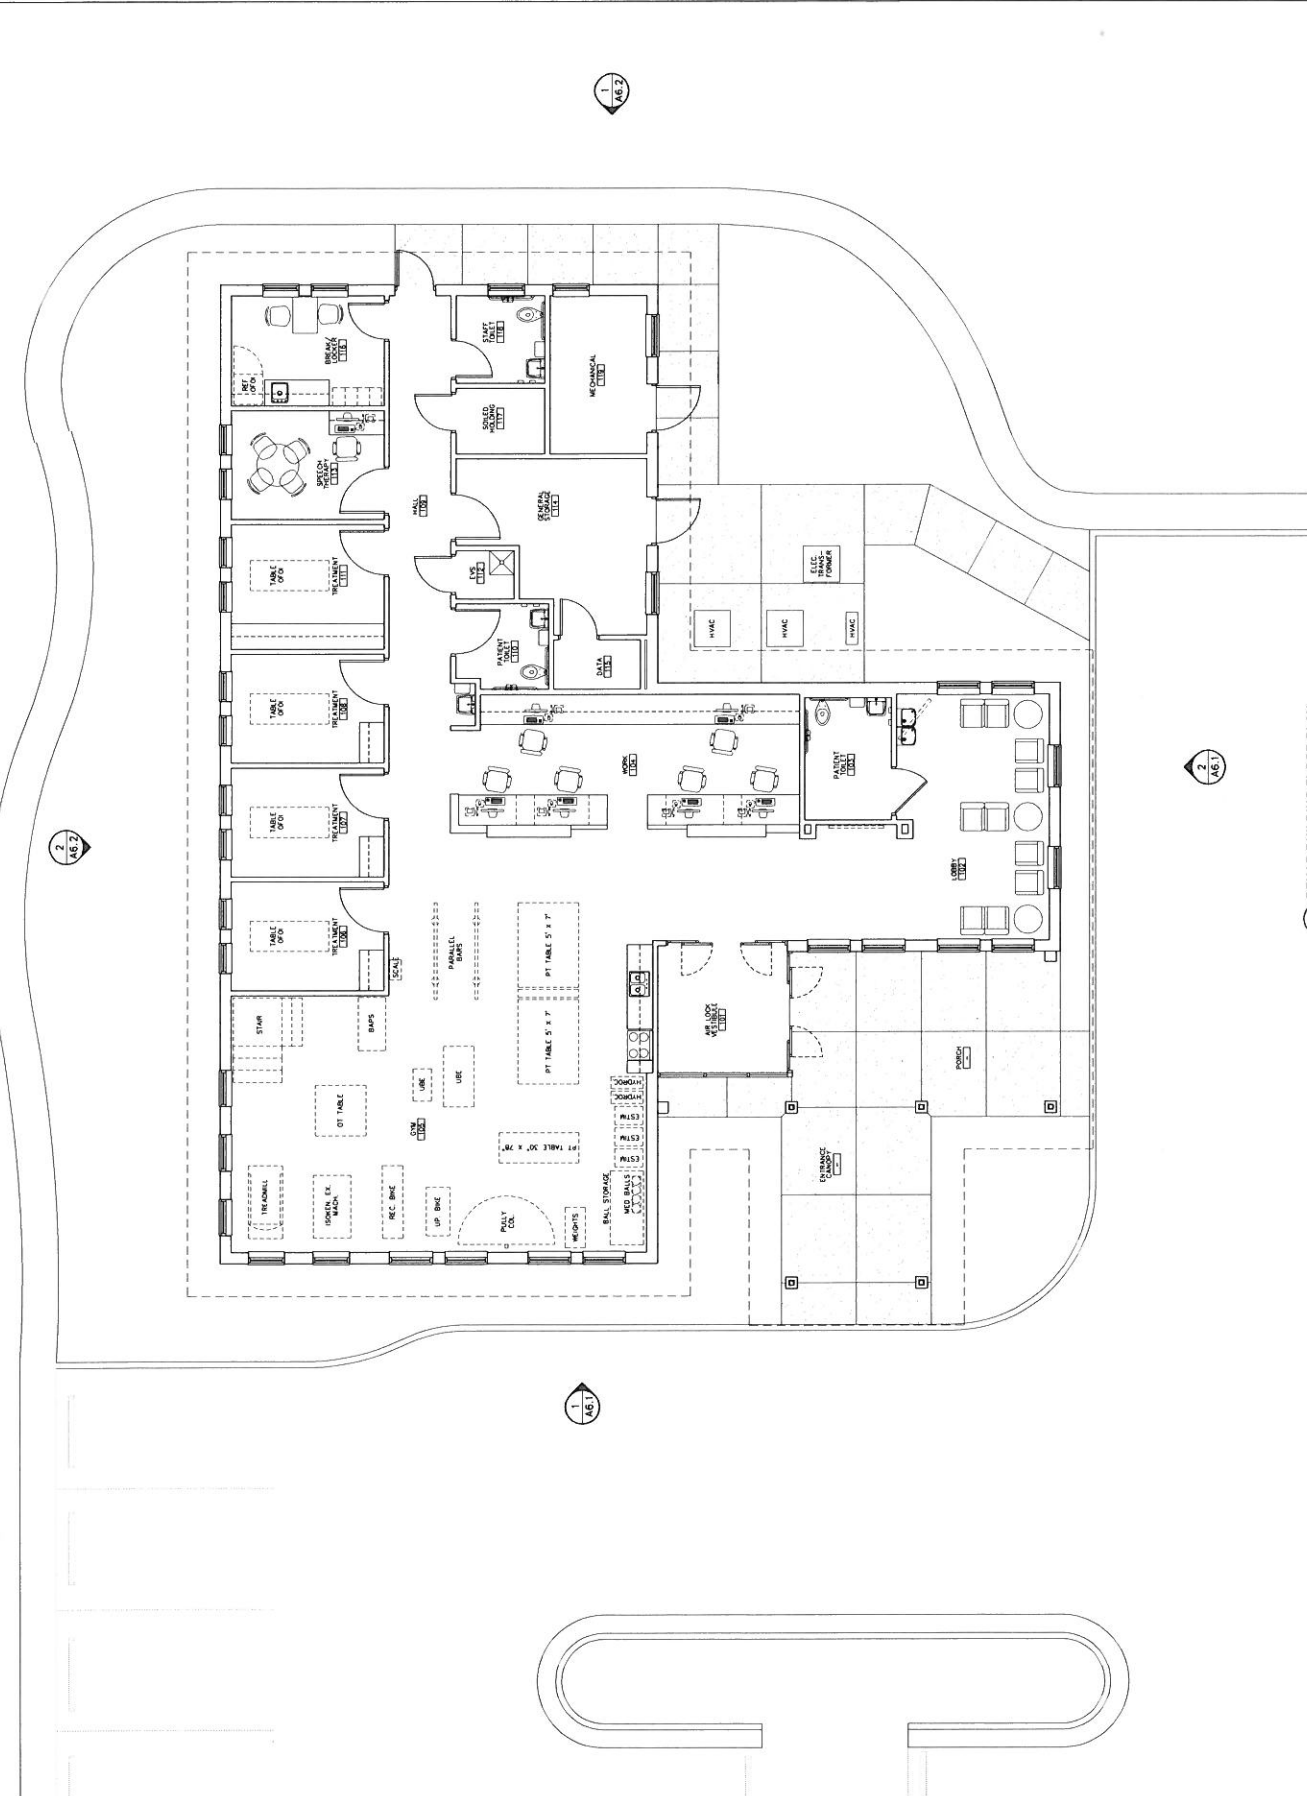 1
A6.2
2
A6.2
2
A6.1
1
A6.1
BREAK/
LOCKER
116
REF
OFOI
STAFF
TOILET
118
MECHANICAL
119
SOILED
HOLDING
117
SPEECH
THERAPY
113
HALL
109
GENERAL
STORAGE
114
TABLE
OFOI
TREATMENT
111
EVS
112
ELEC.
TRANS-
FORMER
HVAC
HVAC
HVAC
PATIENT
TOILET
110
DATA
115
TABLE
OFOI
TREATMENT
108
WORK
104
PATIENT
TOILET
103
TABLE
OFOI
TREATMENT
107
LOBBY
102
TABLE
OFOI
TREATMENT
106
SCALE
PARALLEL
BARS
PT TABLE 5' X 7'
PT TABLE 5' X 7'
AIR LOCK
VESTIBULE
101
STAIR
BAPS
UBE
UBE
OT TABLE
GYM
105
PORCH
HYDROC
HYDROC
ESTIM
ESTIM
ESTIM
PT TABLE 30" X 78"
ENTRANCE
CANOPY
TREADMILL
ISOKEN. EX.
MACH.
REC. BIKE
UP. BIKE
PULLY
COL.
WEIGHTS
BALL STORAGE
MED. BALLS